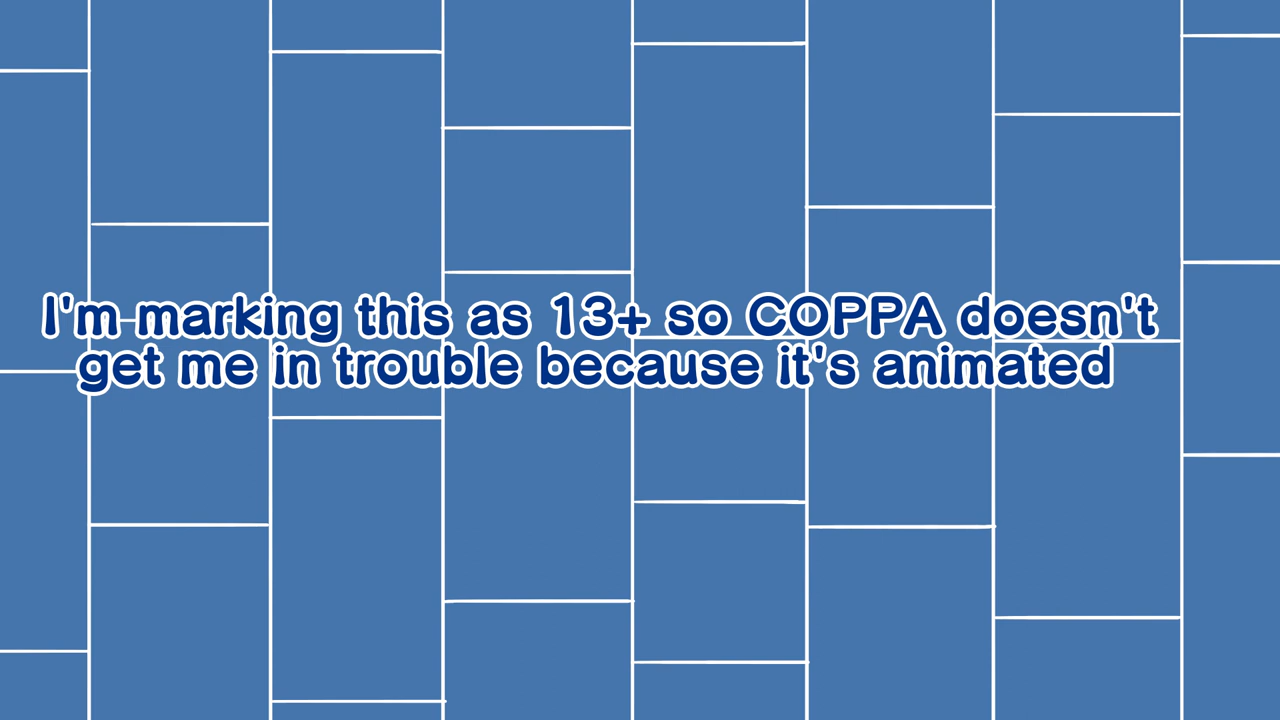 I'm marking this as 13+ so COPPA doesn't
get me in trouble because it's animated